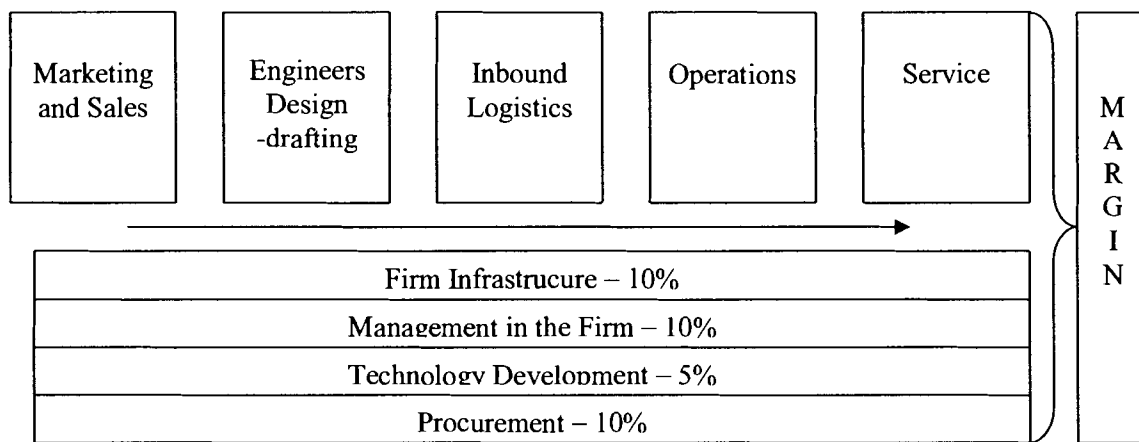 Marketing
and Sales
Engineers
Design
-drafting
Inbound
Logistics
Operations
Service
M
A
R
G
I
N
Firm Infrastrucure – 10%
Management in the Firm – 10%
Technology Development – 5%
Procurement – 10%